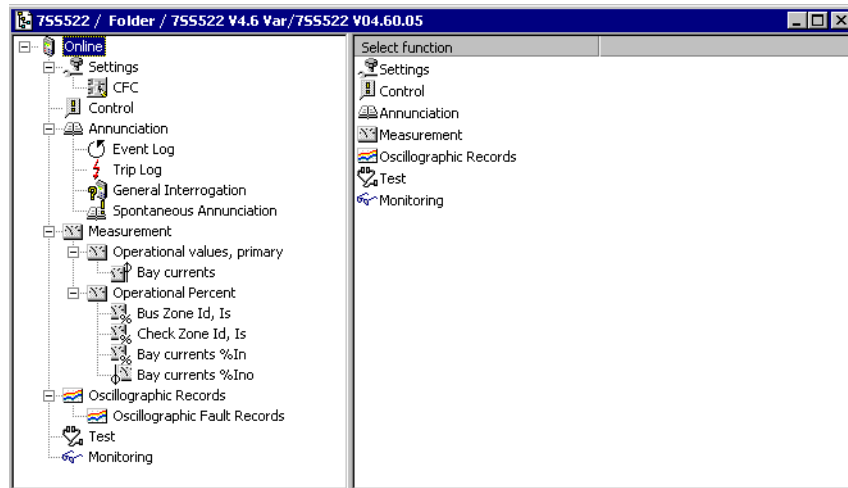 7SS522 / Folder / 7SS522 V4.6 Var/7SS522 V04.60.05
Online
Settings
CFC
Control
Annunciation
Event Log
Trip Log
General Interrogation
Spontaneous Annunciation
Measurement
Operational values, primary
Bay currents
Operational Percent
Bus Zone Id, Is
Check Zone Id, Is
Bay currents %In
Bay currents %Ino
Oscillographic Records
Oscillographic Fault Records
Test
Monitoring
Select function
Settings
Control
Annunciation
Measurement
Oscillographic Records
Test
Monitoring